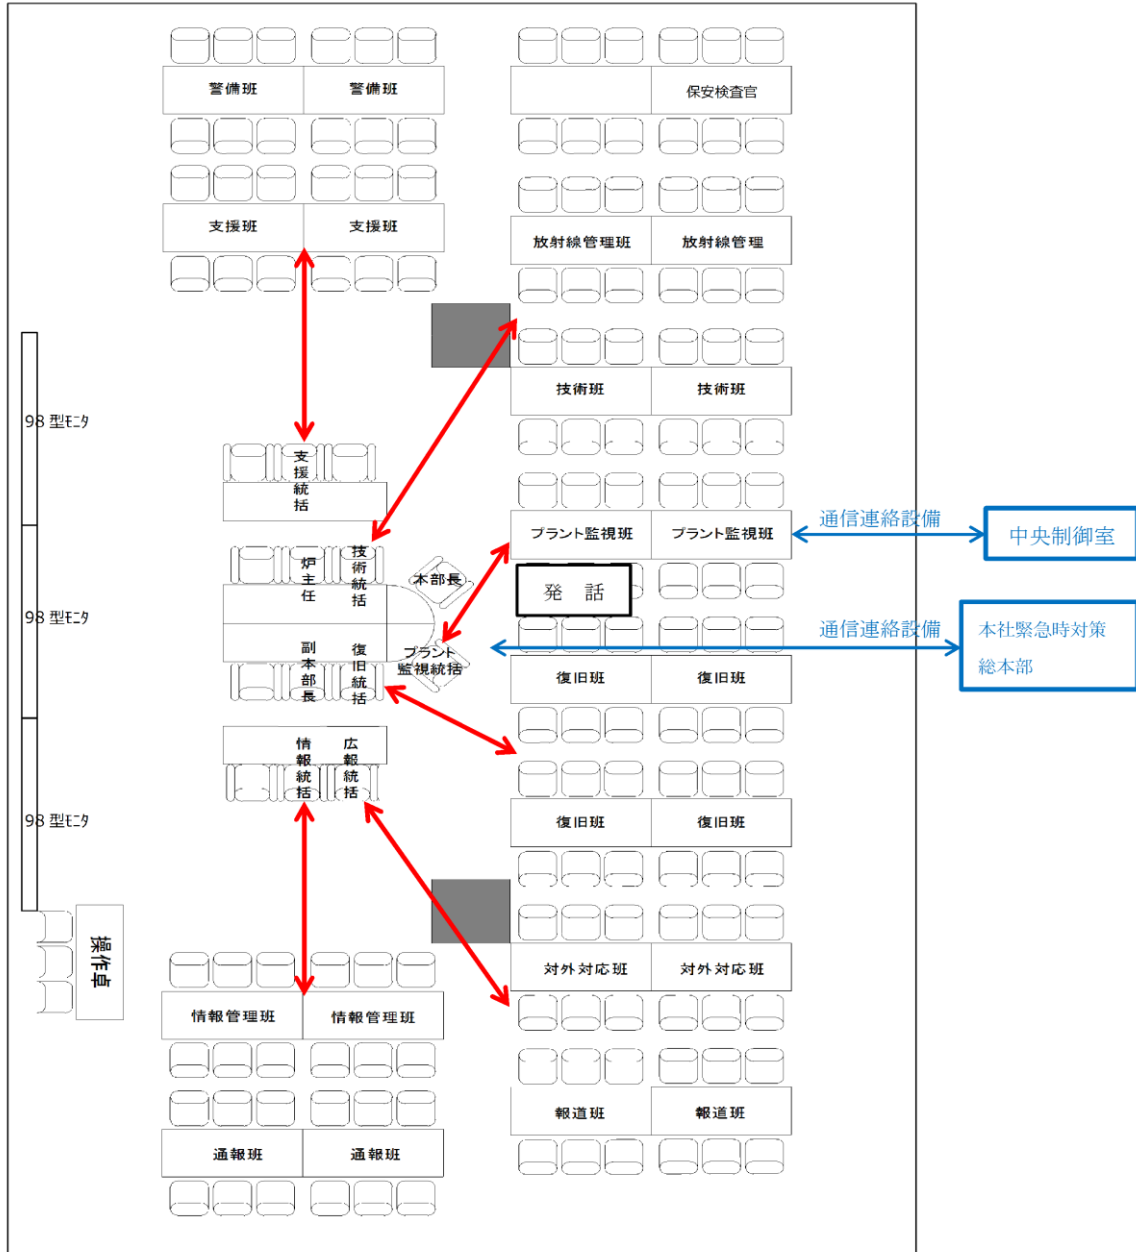 警備班
警備班
保安検査官
支援班
支援班
放射線管理班
放射線管理
技術班
技術班
98 型ﾓﾆﾀ
支援統括
プラント監視班
プラント監視班
通信連絡設備
中央制御室
炉主任
技術統括
本部長
発 話
98 型ﾓﾆﾀ
副本部長
復旧統括
プラント
監視統括
通信連絡設備
本社緊急時対策
総本部
復旧班
復旧班
情報統括
広報統括
98 型ﾓﾆﾀ
復旧班
復旧班
操作卓
対外対応班
対外対応班
情報管理班
情報管理班
報道班
報道班
通報班
通報班